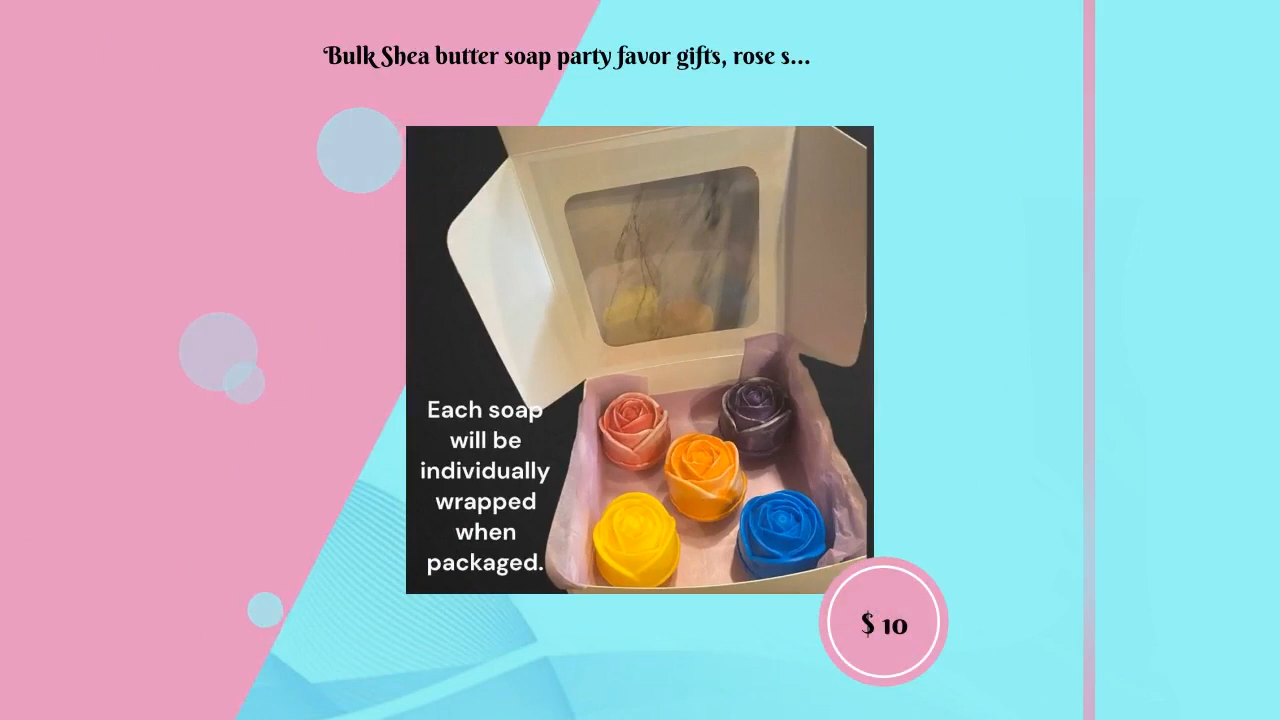 Bulk Shea butter soap party favor gifts, rose s...
Each soap
will be
individually
wrapped
when
packaged.
$ 10